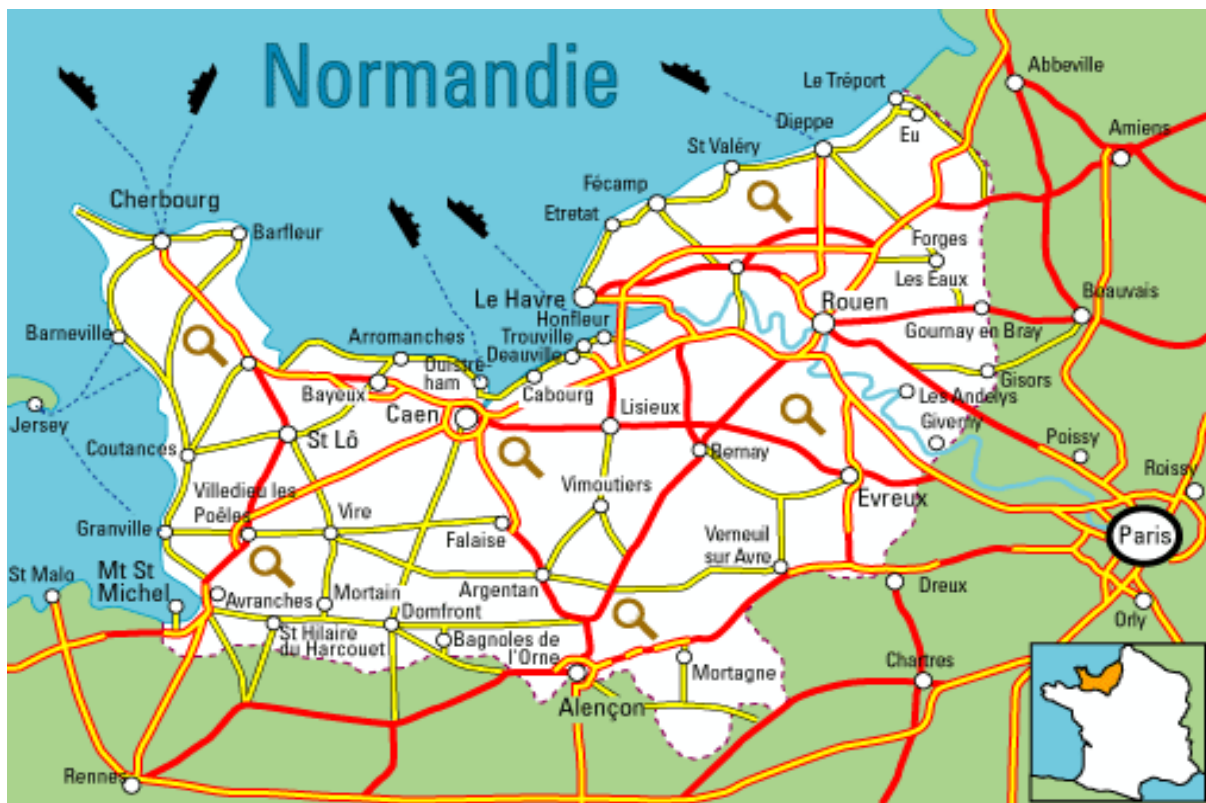 Normandie
Abbeville
Le Tréport
Amiens
Dieppe
Eu
St Valéry
Fécamp
Cherbourg
Etretat
Barfleur
Forges
Les Eaux
Le Havre
Rouen
Beauvais
Honfleur
Barneville
Arromanches
Trouville
Gournay en Bray
Deauville
Ouistre-
ham
Gisors
Bayeux
Cabourg
Les Andelys
Jersey
Caen
Lisieux
Giverny
Coutances
St Lô
Bernay
Poissy
Roissy
Villedieu les
Poêles
Vimoutiers
Evreux
Granville
Vire
Falaise
Verneuil
sur Avre
Paris
St Malo
Mt St
Michel
Avranches
Mortain
Argentan
Dreux
Domfront
Orly
St Hilaire
du Harcouet
Bagnoles de
l'Orne
Mortagne
Chartres
Alençon
Rennes